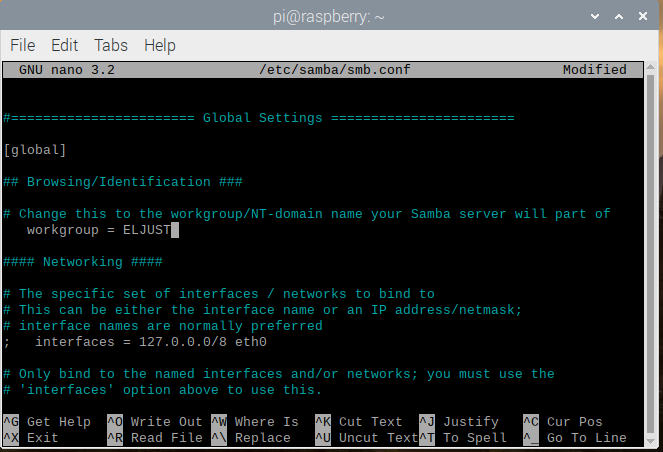 pi@raspberry: ~
File Edit Tabs Help
GNU nano 3.2 /etc/samba/smb.conf Modified
#======================= Global Settings =======================
[global]
## Browsing/Identification ###
# Change this to the workgroup/NT-domain name your Samba server will part of
workgroup = ELJUST
#### Networking ####
# The specific set of interfaces / networks to bind to
# This can be either the interface name or an IP address/netmask;
# interface names are normally preferred
; interfaces = 127.0.0.0/8 eth0
# Only bind to the named interfaces and/or networks; you must use the
# 'interfaces' option above to use this.
^G Get Help ^O Write Out ^W Where Is ^K Cut Text ^J Justify ^C Cur Pos
^X Exit ^R Read File ^\ Replace ^U Uncut Text ^T To Spell ^_ Go To Line